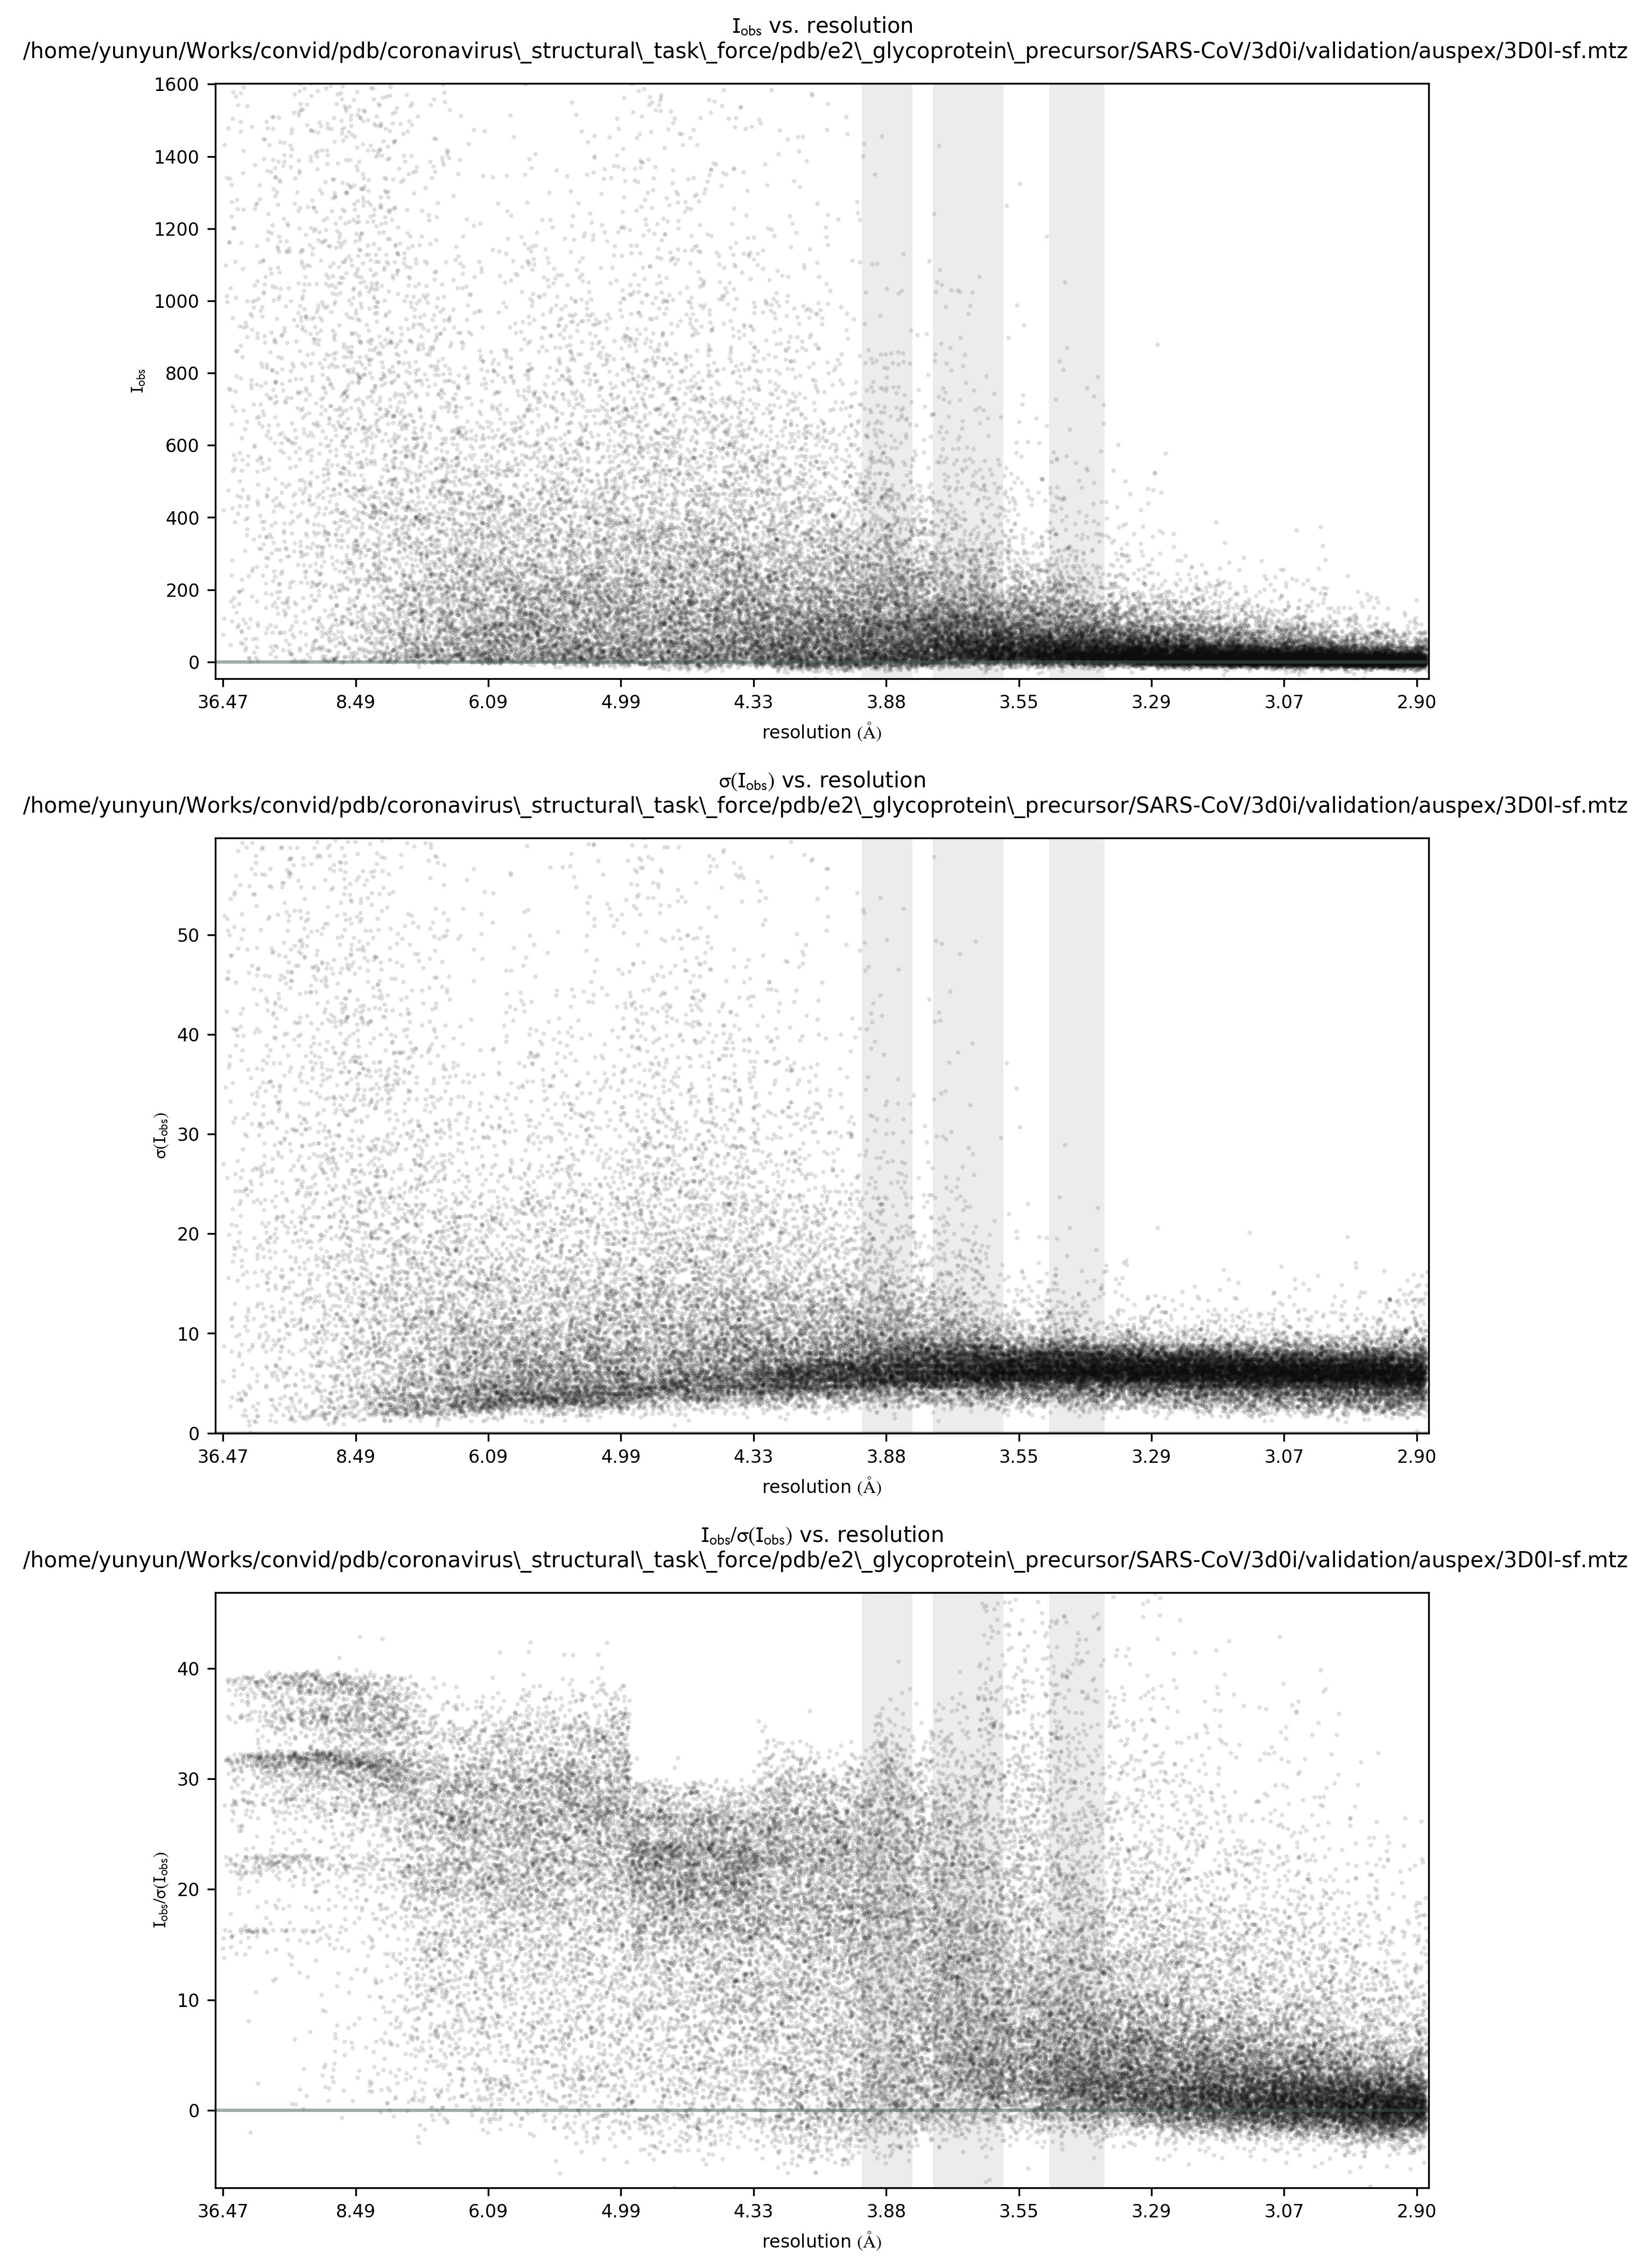 I_obs vs. resolution
/home/yunyun/Works/convid/pdb/coronavirus\_structural\_task\_force/pdb/e2\_glycoprotein\_precursor/SARS-CoV/3d0i/validation/auspex/3D0I-sf.mtz
1600
1400
1200
1000
800
600
400
200
0
I_obs
36.47 8.49 6.09 4.99 4.33 3.88 3.55 3.29 3.07 2.90
resolution (Å)
σ(I_obs) vs. resolution
/home/yunyun/Works/convid/pdb/coronavirus\_structural\_task\_force/pdb/e2\_glycoprotein\_precursor/SARS-CoV/3d0i/validation/auspex/3D0I-sf.mtz
50
40
30
20
10
0
σ(I_obs)
36.47 8.49 6.09 4.99 4.33 3.88 3.55 3.29 3.07 2.90
resolution (Å)
I_obs/σ(I_obs) vs. resolution
/home/yunyun/Works/convid/pdb/coronavirus\_structural\_task\_force/pdb/e2\_glycoprotein\_precursor/SARS-CoV/3d0i/validation/auspex/3D0I-sf.mtz
40
30
20
10
0
I_obs/σ(I_obs)
36.47 8.49 6.09 4.99 4.33 3.88 3.55 3.29 3.07 2.90
resolution (Å)